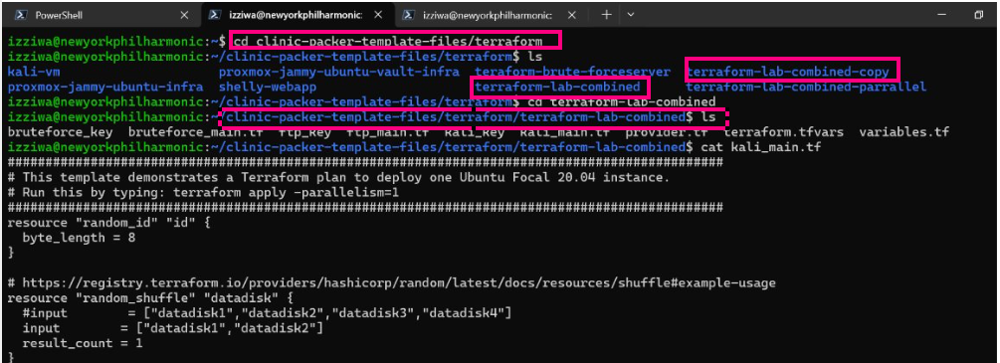 PowerShell izziwa@newyorkphilharmonic: izziwa@newyorkphilharmonic:
izziwa@newyorkphilharmonic:~$ cd clinic-packer-template-files/terraform
izziwa@newyorkphilharmonic:~/clinic-packer-template-files/terraform$ ls
kali-vm proxmox-jammy-ubuntu-vault-infra teraform-brute-forceserver terraform-lab-combined-copy
proxmox-jammy-ubuntu-infra shelly-webapp terraform-lab-combined terraform-lab-combined-parrallel
izziwa@newyorkphilharmonic:~/clinic-packer-template-files/terraform$ cd terraform-lab-combined
izziwa@newyorkphilharmonic:~/clinic-packer-template-files/terraform/terraform-lab-combined$ ls
bruteforce_key bruteforce_main.tf ftp_key ftp_main.tf kali_key kali_main.tf provider.tf terraform.tfvars variables.tf
izziwa@newyorkphilharmonic:~/clinic-packer-template-files/terraform/terraform-lab-combined$ cat kali_main.tf
################################################################################################
# This template demonstrates a Terraform plan to deploy one Ubuntu Focal 20.04 instance.
# Run this by typing: terraform apply -parallelism=1
################################################################################################
resource "random_id" "id" {
byte_length = 8
}
# https://registry.terraform.io/providers/hashicorp/random/latest/docs/resources/shuffle#example-usage
resource "random_shuffle" "datadisk" {
#input = ["datadisk1","datadisk2","datadisk3","datadisk4"]
input = ["datadisk1","datadisk2"]
result_count = 1
}